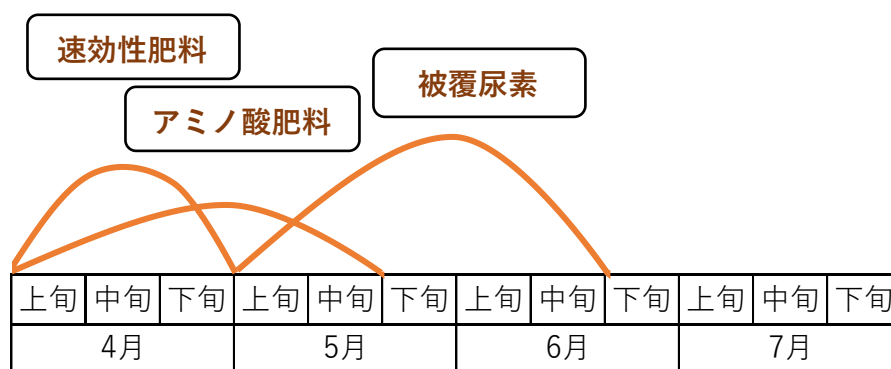 速効性肥料
被覆尿素
アミノ酸肥料
上旬 中旬 下旬 上旬 中旬 下旬 上旬 中旬 下旬 上旬 中旬 下旬
4月 5月 6月 7月